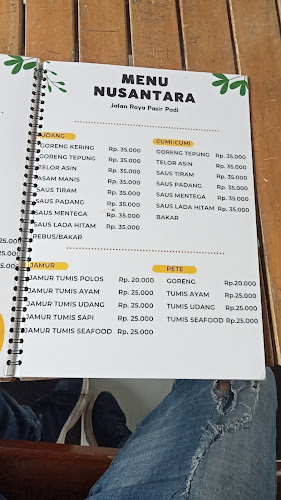 MENU
NUSANTARA
Jalan Raya Pasir Padi
UDANG
GORENG KERING Rp. 35.000
GORENG TEPUNG Rp. 35.000
TELOR ASIN Rp. 35.000
ASAM MANIS Rp. 35.000
SAUS TIRAM Rp. 35.000
SAUS PADANG Rp. 35.000
SAUS MENTEGA Rp. 35.000
SAUS LADA HITAM Rp. 35.000
REBUS/BAKAR
CUMI-CUMI
GORENG TEPUNG Rp. 35.000
TELOR ASIN Rp. 35.000
SAUS TIRAM Rp. 35.000
SAUS PADANG Rp. 35.000
SAUS MENTEGA Rp. 35.000
SAUS LADA HITAM Rp. 35.000
BAKAR
JAMUR
JAMUR TUMIS POLOS Rp. 20.000
JAMUR TUMIS AYAM Rp. 25.000
JAMUR TUMIS UDANG Rp. 25.000
JAMUR TUMIS SAPI Rp. 25.000
JAMUR TUMIS SEAFOOD Rp. 25.000
PETE
GORENG Rp.20.000
TUMIS AYAM Rp.25.000
TUMIS UDANG Rp.25.000
TUMIS SEAFOOD Rp.25.000
25.000